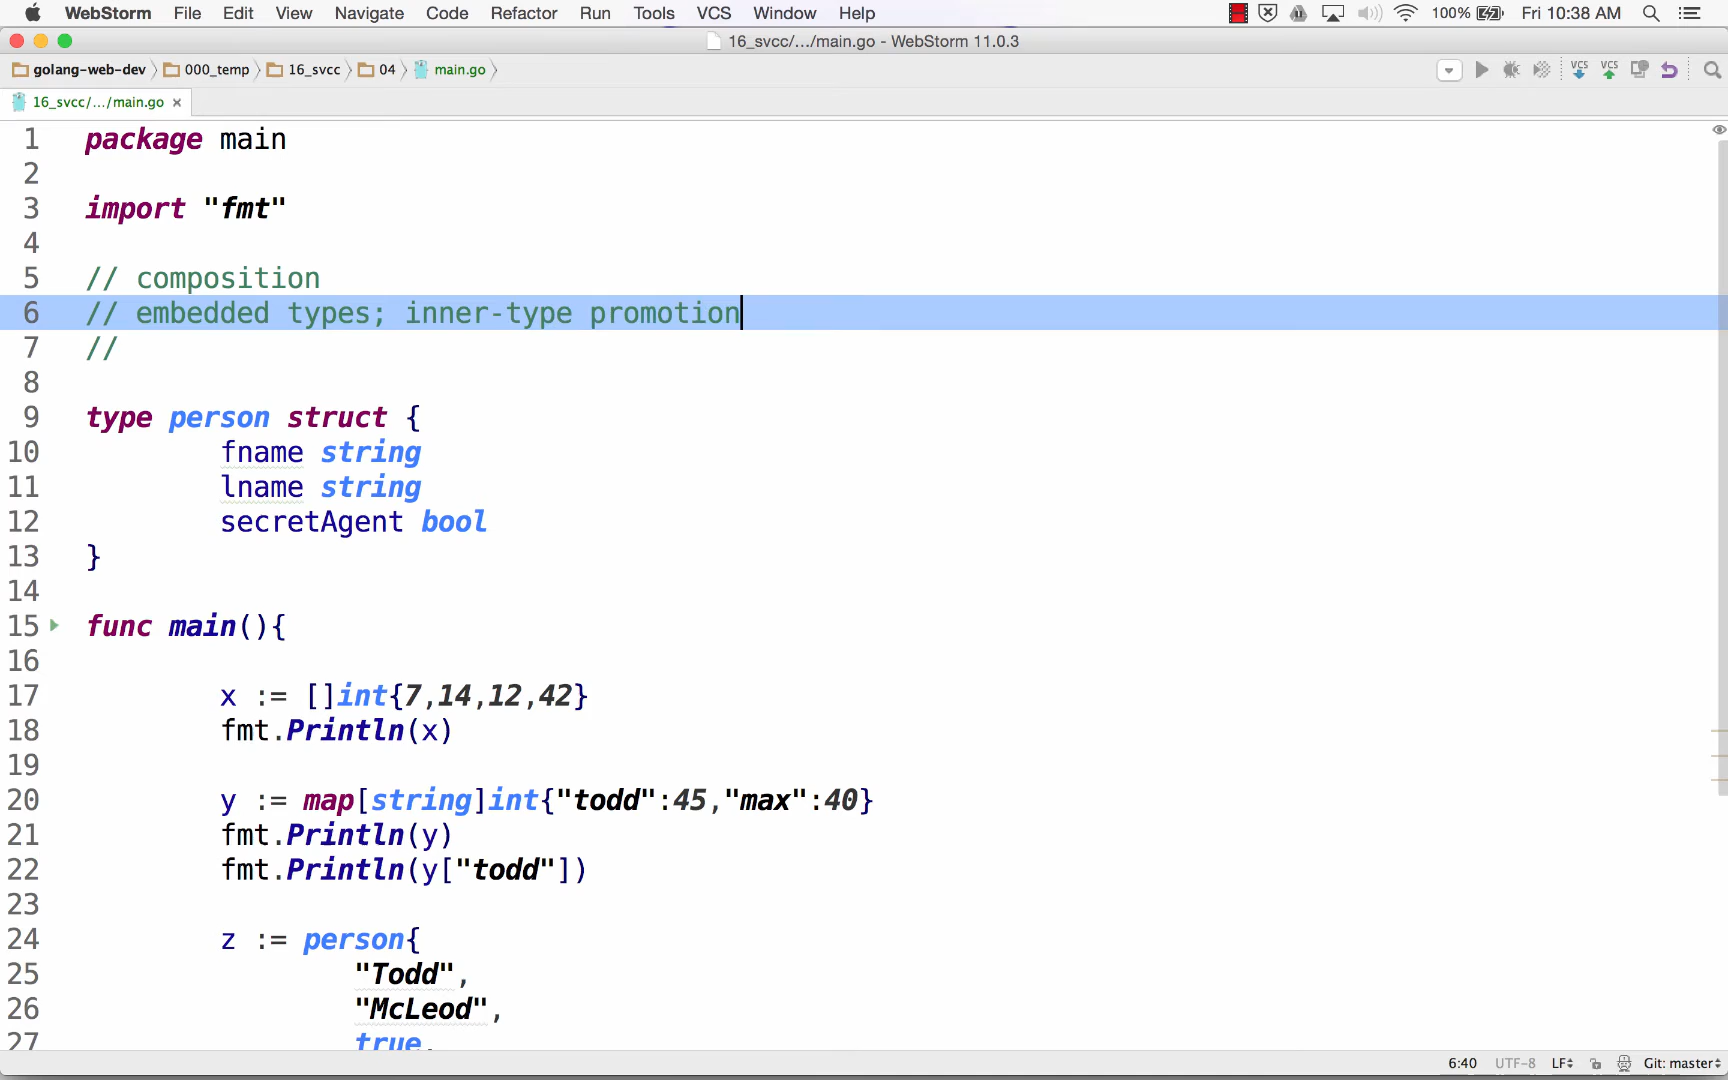 WebStorm File Edit View Navigate Code Refactor Run Tools VCS Window Help 100% Fri 10:38 AM
16_svcc/.../main.go - WebStorm 11.0.3
golang-web-dev 000_temp 16_svcc 04 main.go VCS VCS
16_svcc/.../main.go ×
1 package main
2
3 import "fmt"
4
5 // composition
6 // embedded types; inner-type promotion
7 //
8
9 type person struct {
10 fname string
11 lname string
12 secretAgent bool
13 }
14
15 func main(){
16
17 x := []int{7,14,12,42}
18 fmt.Println(x)
19
20 y := map[string]int{"todd":45,"max":40}
21 fmt.Println(y)
22 fmt.Println(y["todd"])
23
24 z := person{
25 "Todd",
26 "McLeod",
27 true,
6:40 UTF-8 LF Git: master